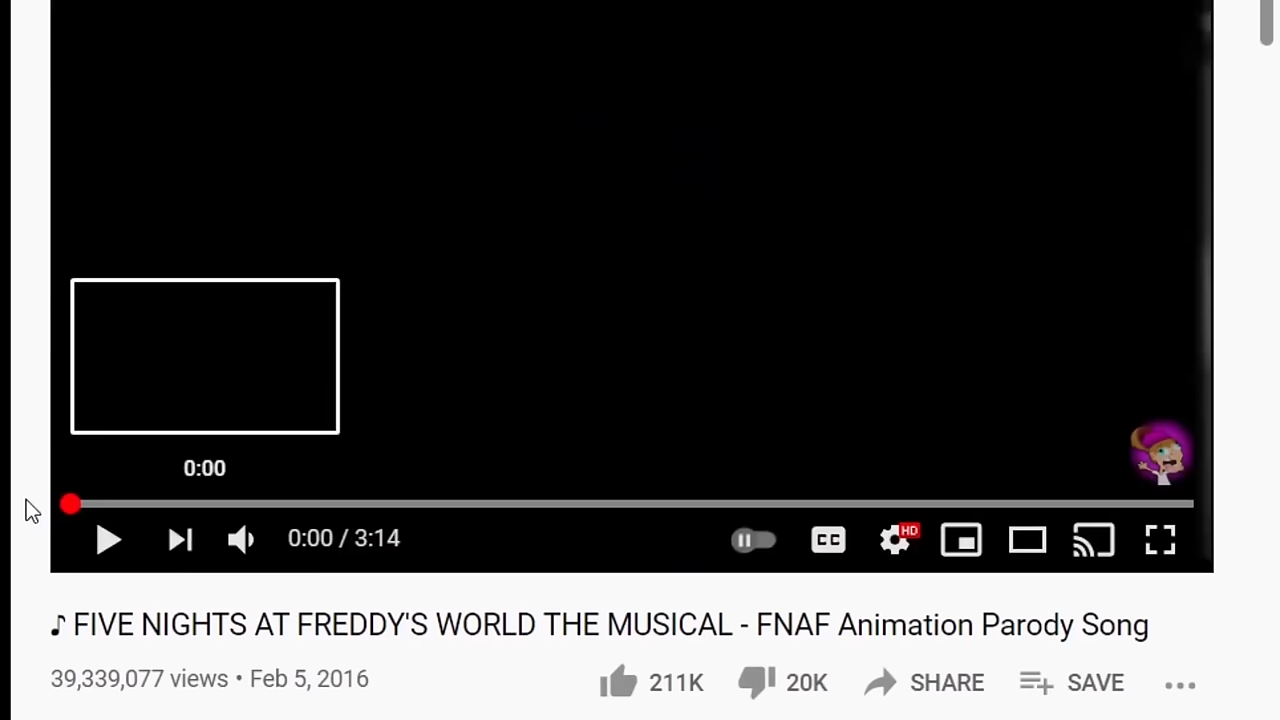 0:00
0:00 / 3:14
CC
HD
♪ FIVE NIGHTS AT FREDDY'S WORLD THE MUSICAL - FNAF Animation Parody Song
39,339,077 views • Feb 5, 2016
211K
20K
SHARE
SAVE